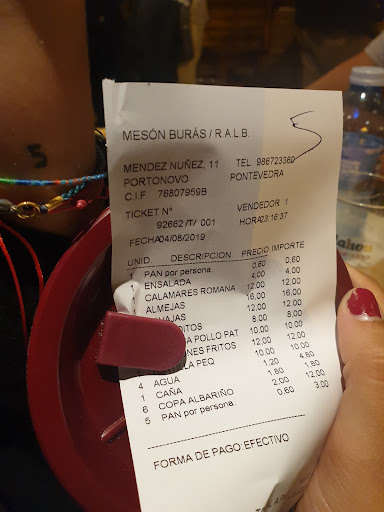 5
MESÓN BURÁS / R A L B.
MENDEZ NUÑEZ, 11 TEL. 986723360
PORTONOVO PONTEVEDRA
C.I.F. 76807959B
VENDEDOR 1
TICKET Nº 92662 /T/ 001 HORA23:16:37
FECHA04/08/2019
UNID. DESCRIPCION PRECIO IMPORTE
1 PAN por persona. 0,60 0,60
1 ENSALADA 4,00 4,00
CALAMARES ROMANA 12,00 12,00
ALMEJAS 16,00 16,00
12,00 12,00
8,00 8,00
POLLO PAT 10,00 10,00
FRITOS 12,00 12,00
PEQ 10,00 10,00
4 AGUA 1,20 4,80
1 CAÑA 1,80 1,80
6 COPA ALBARIÑO 2,00 12,00
5 PAN por persona. 0,60 3,00
FORMA DE PAGO:EFECTIVO